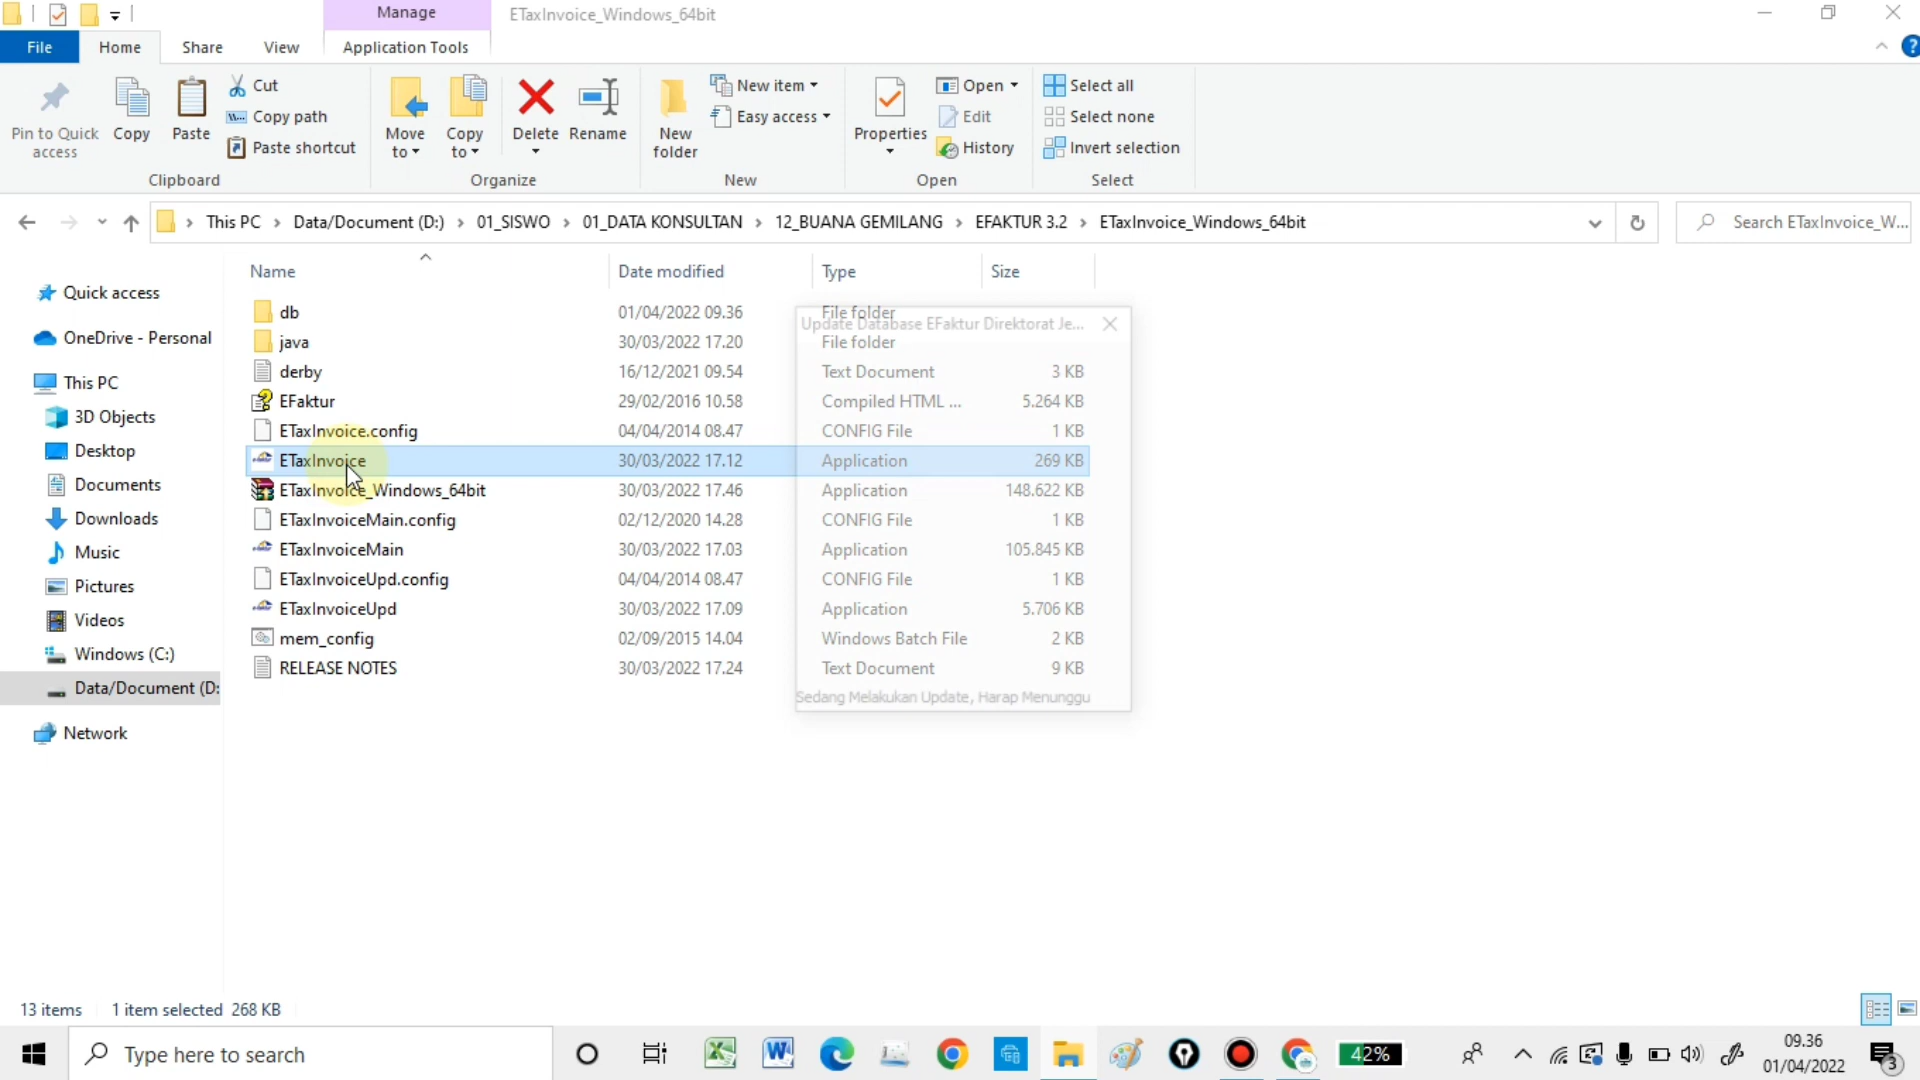 Manage
ETaxInvoice_Windows_64bit
File
Home
Share
View
Application Tools
Pin to Quick access
Copy
Paste
Cut
Copy path
Paste shortcut
Clipboard
Move to
Copy to
Delete
Rename
Organize
New folder
New item
Easy access
New
Properties
Open
Edit
History
Open
Select all
Select none
Invert selection
Select
This PC > Data/Document (D:) > 01_SISWO > 01_DATA KONSULTAN > 12_BUANA GEMILANG > EFAKTUR 3.2 > ETaxInvoice_Windows_64bit
Search ETaxInvoice_W...
Name Date modified Type Size
Quick access
OneDrive - Personal
This PC
3D Objects
Desktop
Documents
Downloads
Music
Pictures
Videos
Windows (C:)
Data/Document (D:
Network
db 01/04/2022 09.36 File folder
java 30/03/2022 17.20 File folder
derby 16/12/2021 09.54 Text Document 3 KB
EFaktur 29/02/2016 10.58 Compiled HTML ... 5.264 KB
ETaxInvoice.config 04/04/2014 08.47 CONFIG File 1 KB
ETaxInvoice 30/03/2022 17.12 Application 269 KB
ETaxInvoice_Windows_64bit 30/03/2022 17.46 Application 148.622 KB
ETaxInvoiceMain.config 02/12/2020 14.28 CONFIG File 1 KB
ETaxInvoiceMain 30/03/2022 17.03 Application 105.845 KB
ETaxInvoiceUpd.config 04/04/2014 08.47 CONFIG File 1 KB
ETaxInvoiceUpd 30/03/2022 17.09 Application 5.706 KB
mem_config 02/09/2015 14.04 Windows Batch File 2 KB
RELEASE NOTES 30/03/2022 17.24 Text Document 9 KB
Update Database EFaktur Direktorat Je...
Sedang Melakukan Update, Harap Menunggu
13 items 1 item selected 268 KB
Type here to search
42%
09.36
01/04/2022
3